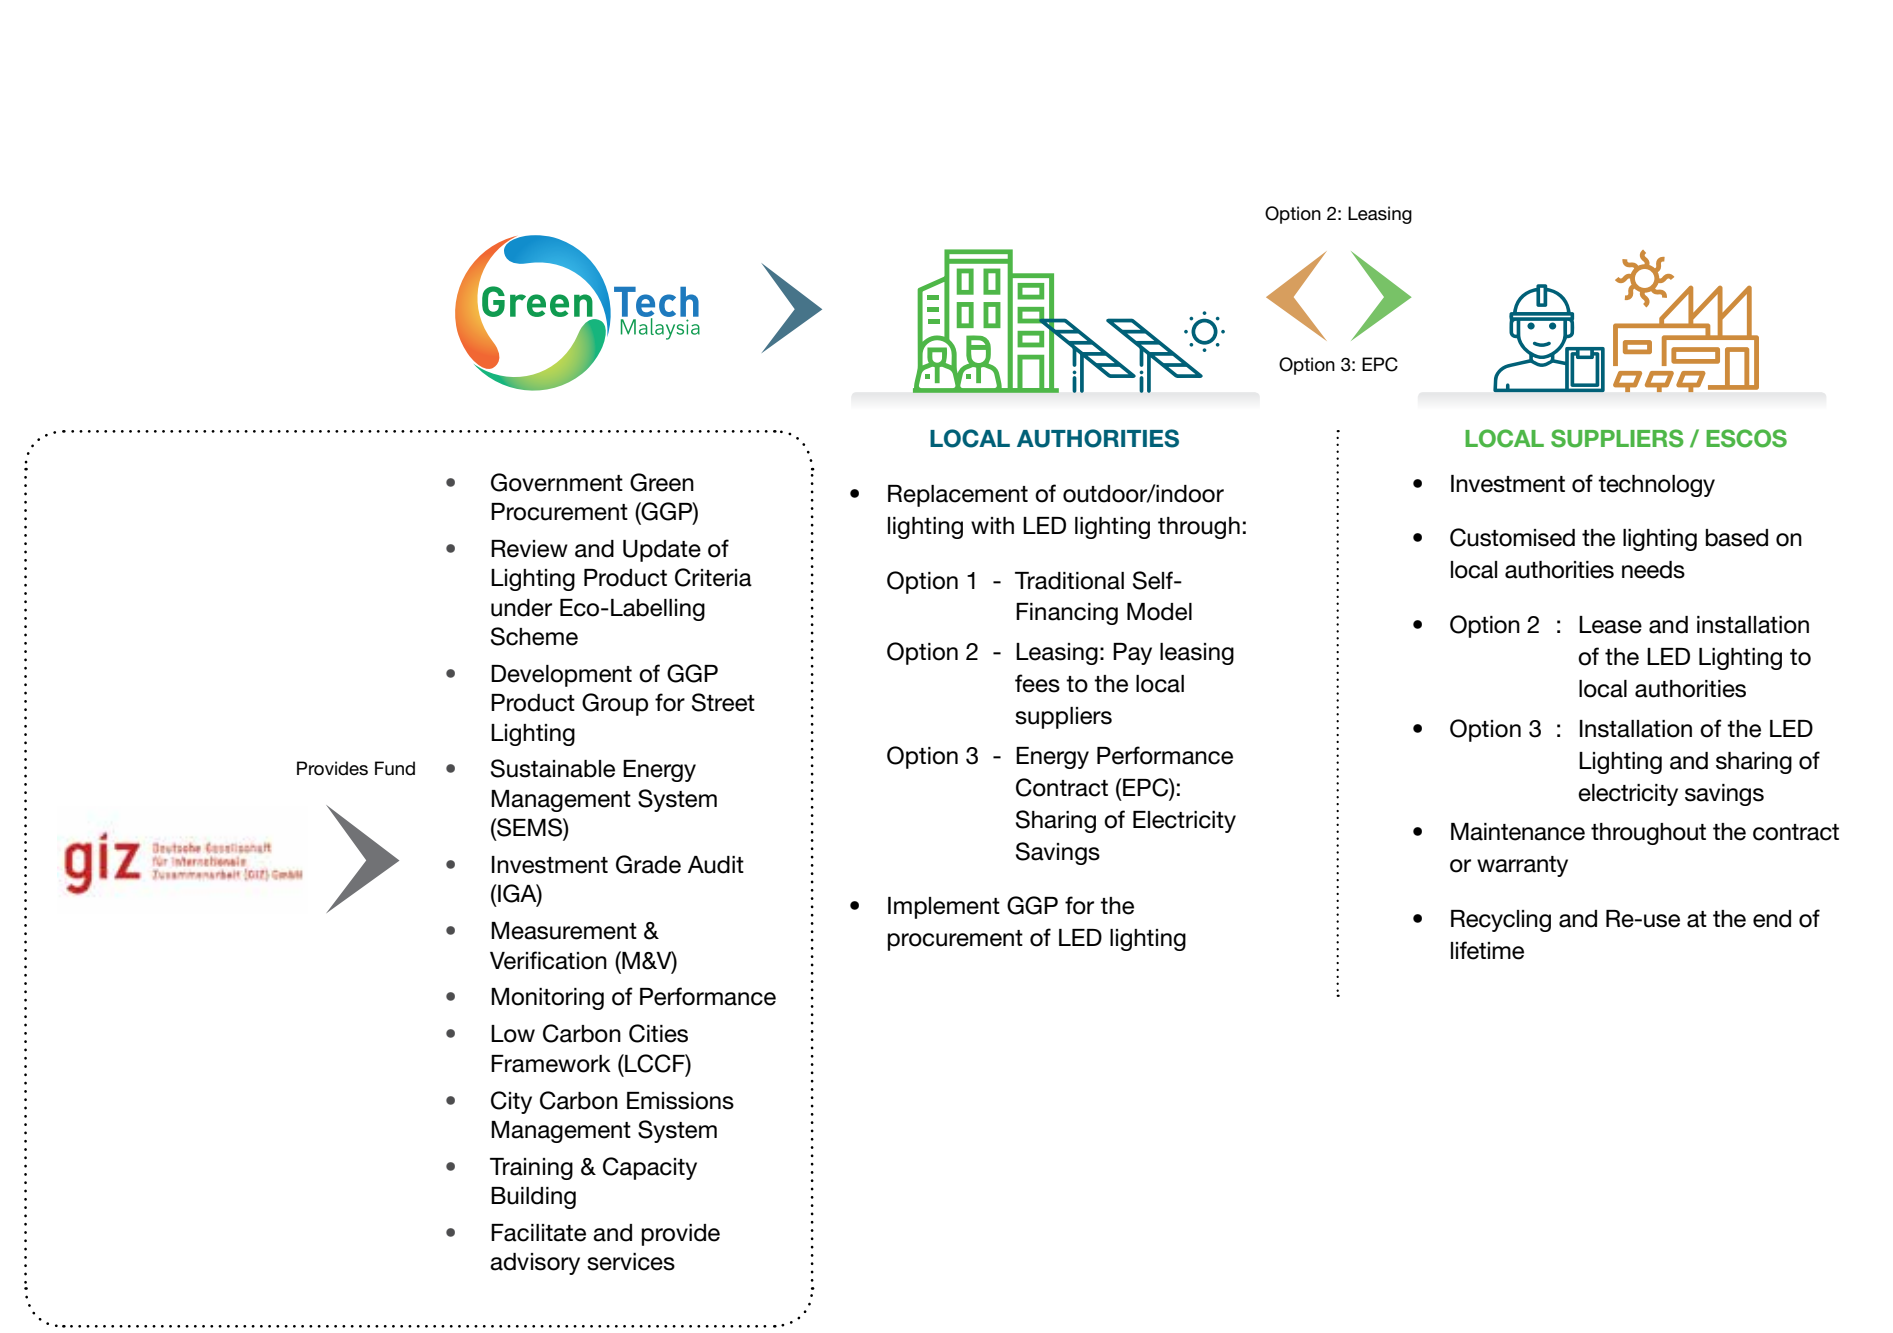 Option 2: Leasing
Green Tech
Malaysia
Option 3: EPC
Provides Fund
giz
Deutsche Gesellschaft
für Internationale
Zusammenarbeit (GIZ) GmbH
• Government Green
Procurement (GGP)
• Review and Update of
Lighting Product Criteria
under Eco-Labelling
Scheme
• Development of GGP
Product Group for Street
Lighting
• Sustainable Energy
Management System
(SEMS)
• Investment Grade Audit
(IGA)
• Measurement &
Verification (M&V)
• Monitoring of Performance
• Low Carbon Cities
Framework (LCCF)
• City Carbon Emissions
Management System
• Training & Capacity
Building
• Facilitate and provide
advisory services
LOCAL AUTHORITIES
• Replacement of outdoor/indoor
lighting with LED lighting through:
Option 1 - Traditional Self-
Financing Model
Option 2 - Leasing: Pay leasing
fees to the local
suppliers
Option 3 - Energy Performance
Contract (EPC):
Sharing of Electricity
Savings
• Implement GGP for the
procurement of LED lighting
LOCAL SUPPLIERS / ESCOS
• Investment of technology
• Customised the lighting based on
local authorities needs
• Option 2 : Lease and installation
of the LED Lighting to
local authorities
• Option 3 : Installation of the LED
Lighting and sharing of
electricity savings
• Maintenance throughout the contract
or warranty
• Recycling and Re-use at the end of
lifetime